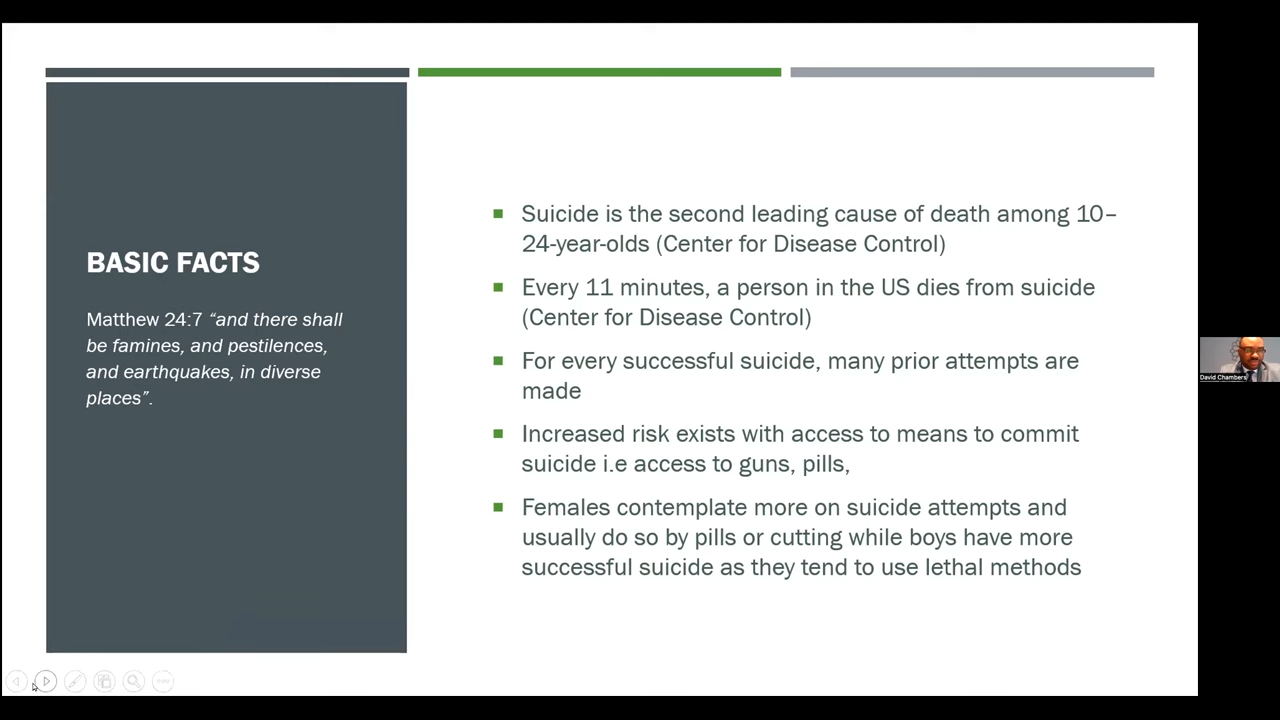 BASIC FACTS
Matthew 24:7 “and there shall
be famines, and pestilences,
and earthquakes, in diverse
places”.
Suicide is the second leading cause of death among 10–
24-year-olds (Center for Disease Control)
Every 11 minutes, a person in the US dies from suicide
(Center for Disease Control)
For every successful suicide, many prior attempts are
made
Increased risk exists with access to means to commit
suicide i.e access to guns, pills,
Females contemplate more on suicide attempts and
usually do so by pills or cutting while boys have more
successful suicide as they tend to use lethal methods
David Chambers